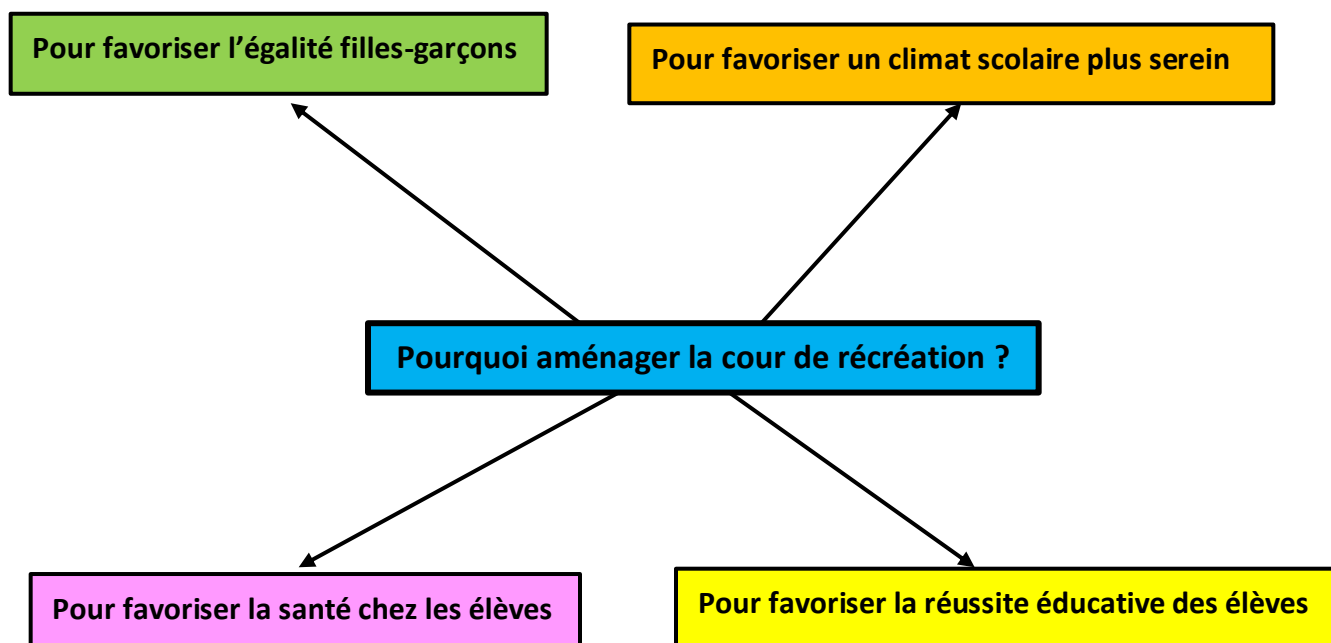 Pour favoriser l’égalité filles-garçons
Pour favoriser un climat scolaire plus serein
Pourquoi aménager la cour de récréation ?
Pour favoriser la santé chez les élèves
Pour favoriser la réussite éducative des élèves